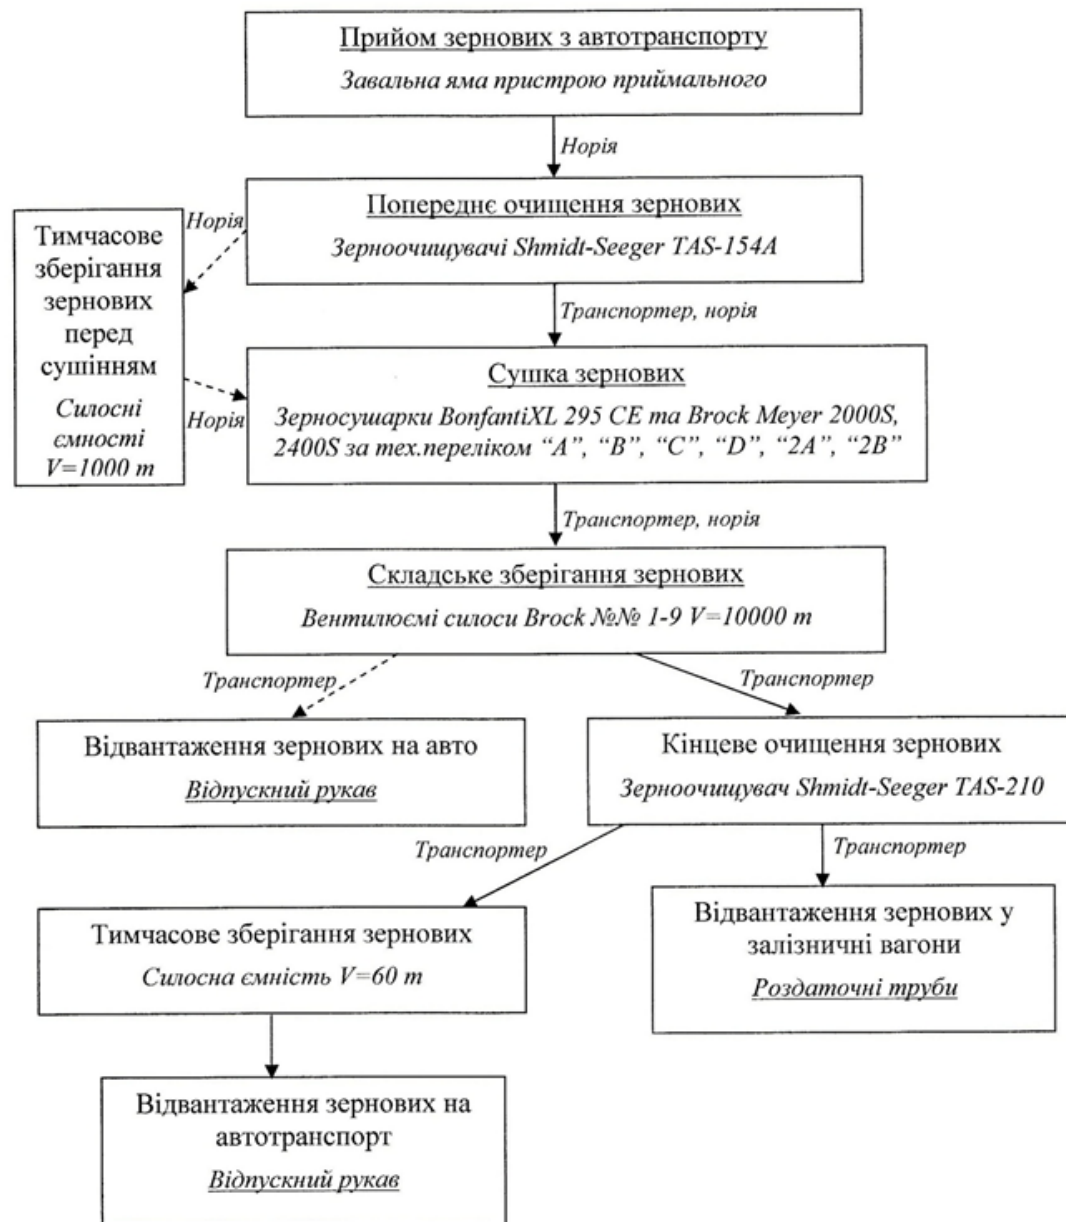 Прийом зернових з автотранспорту
Завальна яма пристрою приймального
Норія
Попереднє очищення зернових
Зерноочищувачі Shmidt-Seeger TAS-154A
Норія
Тимчасове
зберігання
зернових
перед
сушінням
Силосні
ємності
V=1000 т
Транспортер, норія
Сушка зернових
Зерносушарки BonfantiXL 295 CE та Brock Meyer 2000S,
2400S за тех.переліком “A”, “B”, “C”, “D”, “2A”, “2B”
Норія
Транспортер, норія
Складське зберігання зернових
Вентилюємі силоси Brock №№ 1-9 V=10000 т
Транспортер
Транспортер
Відвантаження зернових на авто
Відпускний рукав
Кінцеве очищення зернових
Зерноочищувач Shmidt-Seeger TAS-210
Транспортер
Транспортер
Тимчасове зберігання зернових
Силосна ємність V=60 т
Відвантаження зернових у
залізничні вагони
Роздаточні труби
Відвантаження зернових на
автотранспорт
Відпускний рукав